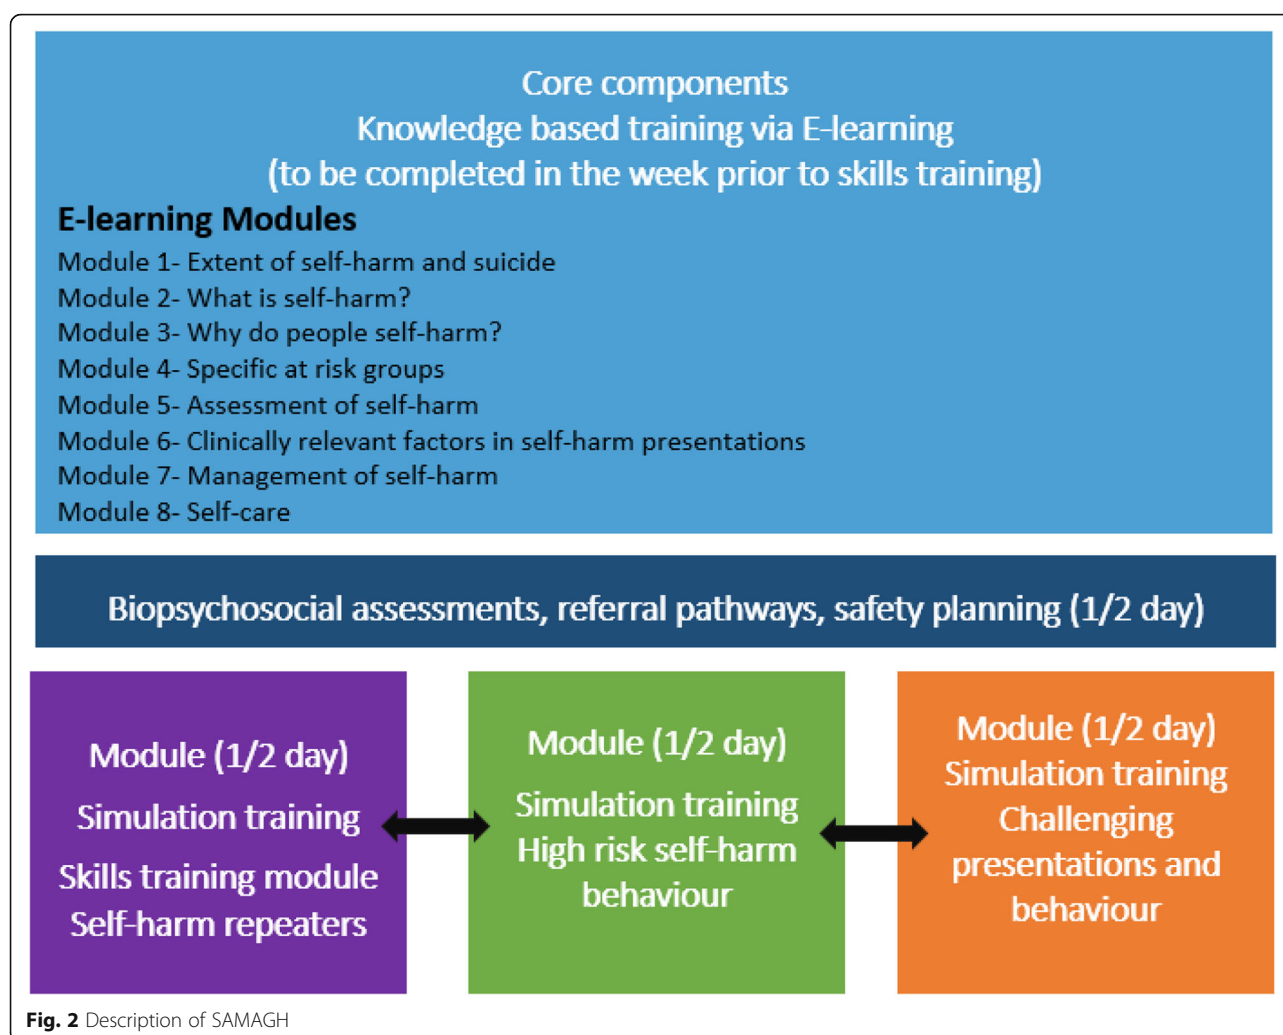 Core components
Knowledge based training via E-learning
(to be completed in the week prior to skills training)
E-learning Modules
Module 1- Extent of self-harm and suicide
Module 2- What is self-harm?
Module 3- Why do people self-harm?
Module 4- Specific at risk groups
Module 5- Assessment of self-harm
Module 6- Clinically relevant factors in self-harm presentations
Module 7- Management of self-harm
Module 8- Self-care
Biopsychosocial assessments, referral pathways, safety planning (1/2 day)
Module (1/2 day)
Simulation training
Skills training module
Self-harm repeaters
Module (1/2 day)
Simulation training
High risk self-harm
behaviour
Module (1/2 day)
Simulation training
Challenging
presentations and
behaviour
Fig. 2 Description of SAMAGH